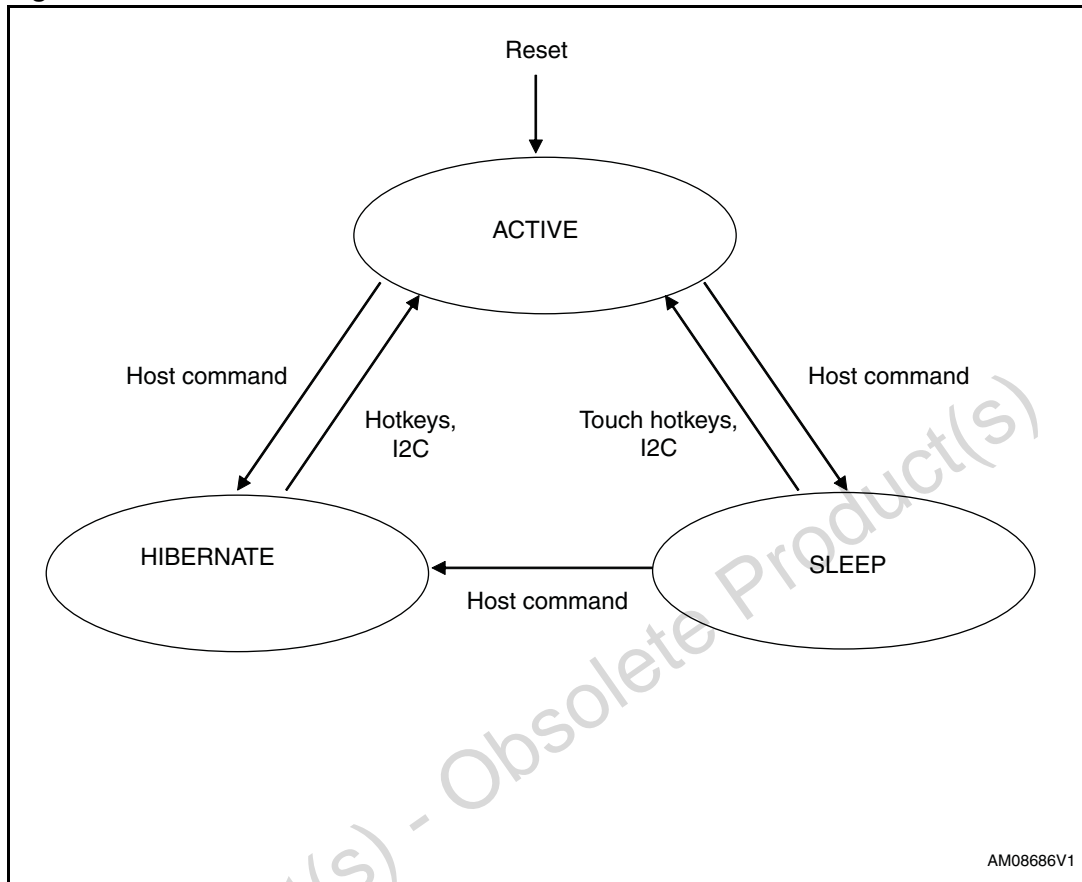 Reset
ACTIVE
Host command
Host command
Hotkeys,
I2C
Touch hotkeys,
I2C
HIBERNATE
SLEEP
Host command
(s) - Obsolete Product(s)
AM08686V1